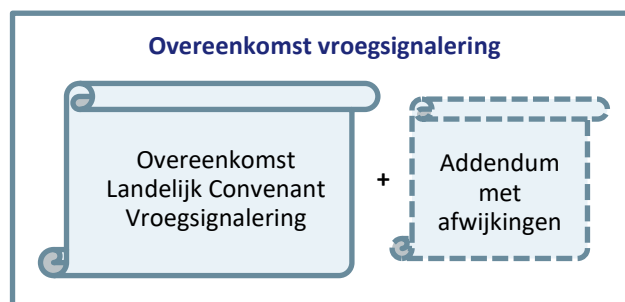 Overeenkomst vroegsignalering
Overeenkomst
Landelijk Convenant
Vroegsignalering
+
Addendum
met
afwijkingen